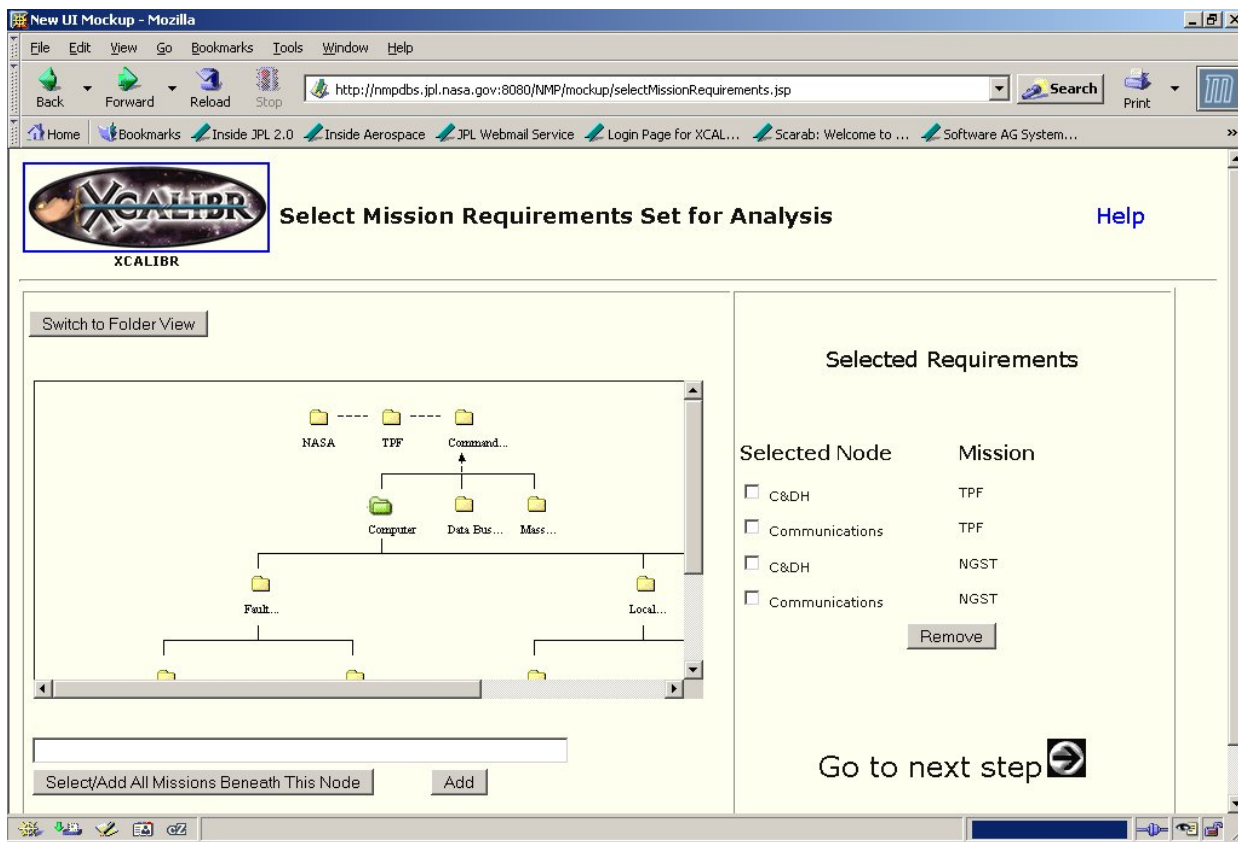 New UI Mockup - Mozilla
File Edit View Go Bookmarks Tools Window Help
Back Forward Reload Stop http://nmpdbs.jpl.nasa.gov:8080/NMP/mockup/selectMissionRequirements.jsp Search Print
Home Bookmarks Inside JPL 2.0 Inside Aerospace JPL Webmail Service Login Page for XCAL... Scarab: Welcome to ... Software AG System...
XCALIBR
Select Mission Requirements Set for Analysis Help
XCALIBR
Switch to Folder View
Selected Requirements
NASA TPF Command...
Computer Data Bus... Mass...
Fault... Local...
Selected Node Mission
C&DH TPF
Communications TPF
C&DH NGST
Communications NGST
Remove
Go to next step
Select/Add All Missions Beneath This Node Add